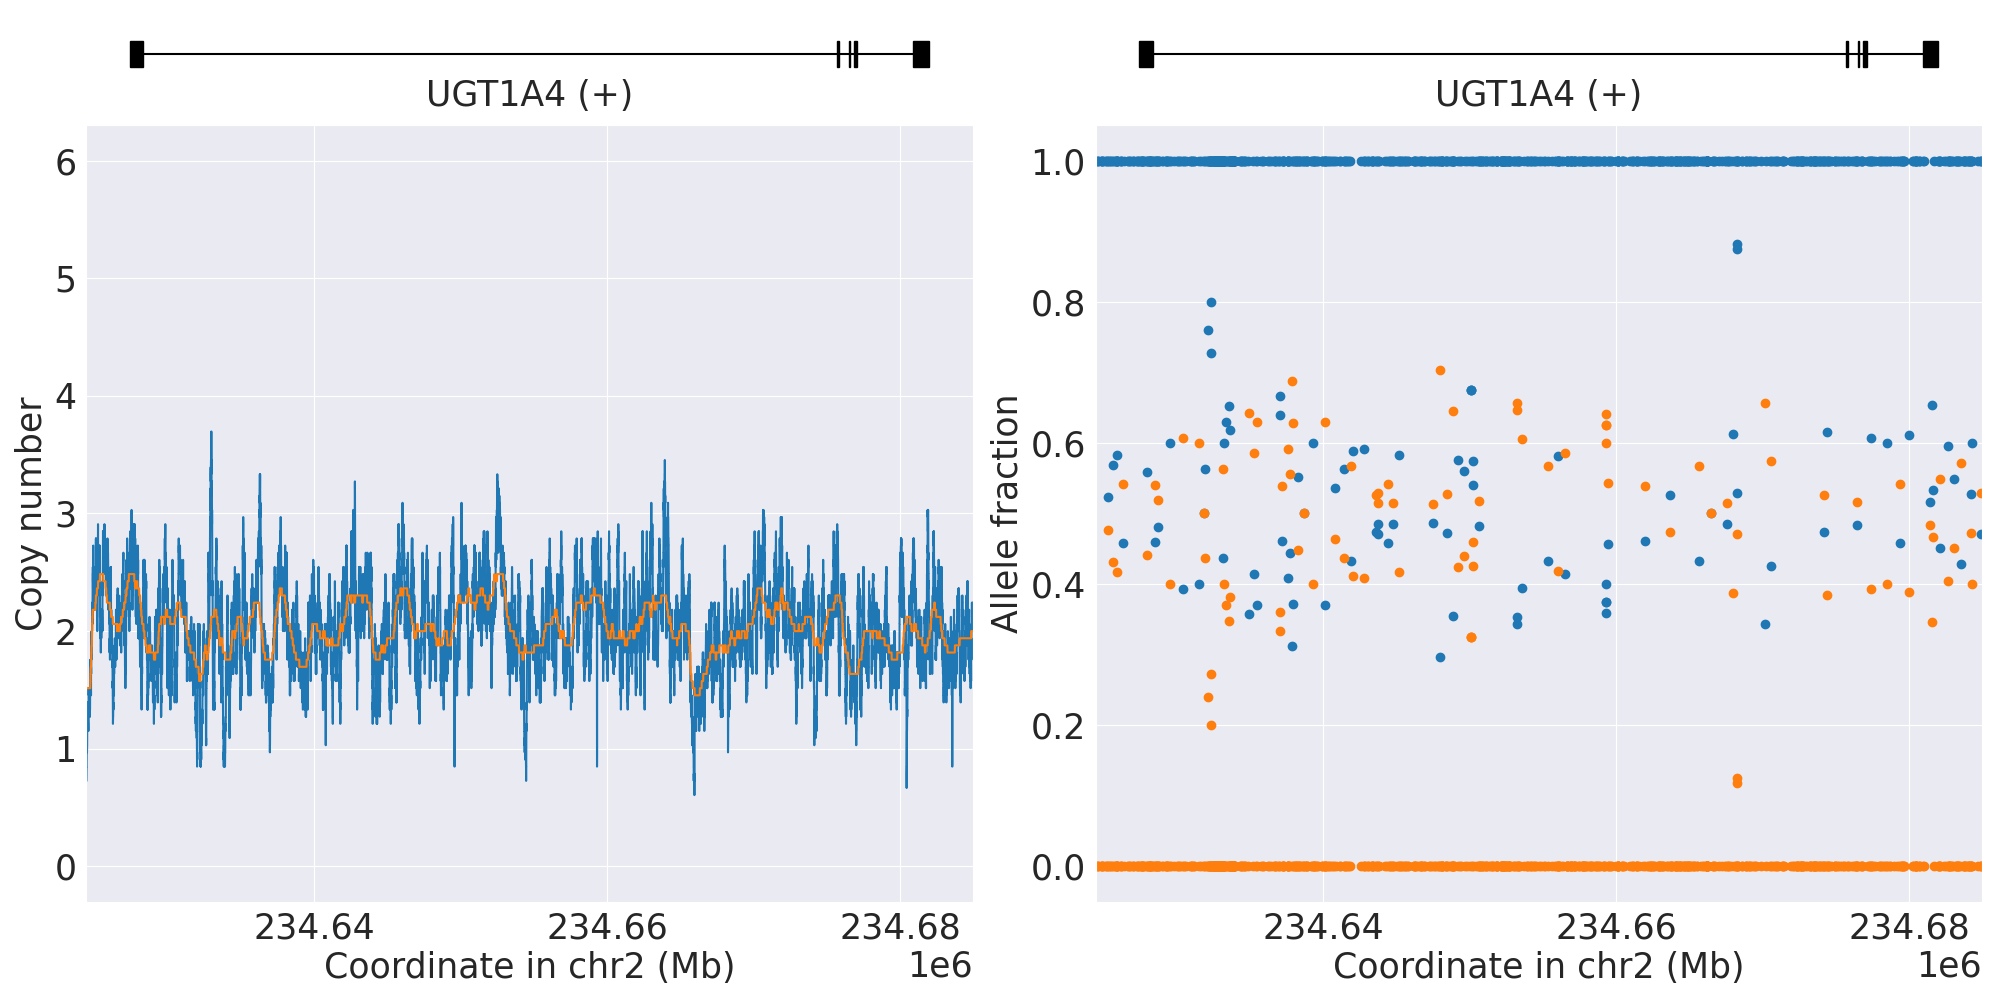 UGT1A4 (+)
6
5
4
3
2
1
0
Copy number
234.64
234.66
234.68
Coordinate in chr2 (Mb)
1e6
UGT1A4 (+)
1.0
0.8
0.6
0.4
0.2
0.0
Allele fraction
234.64
234.66
234.68
Coordinate in chr2 (Mb)
1e6